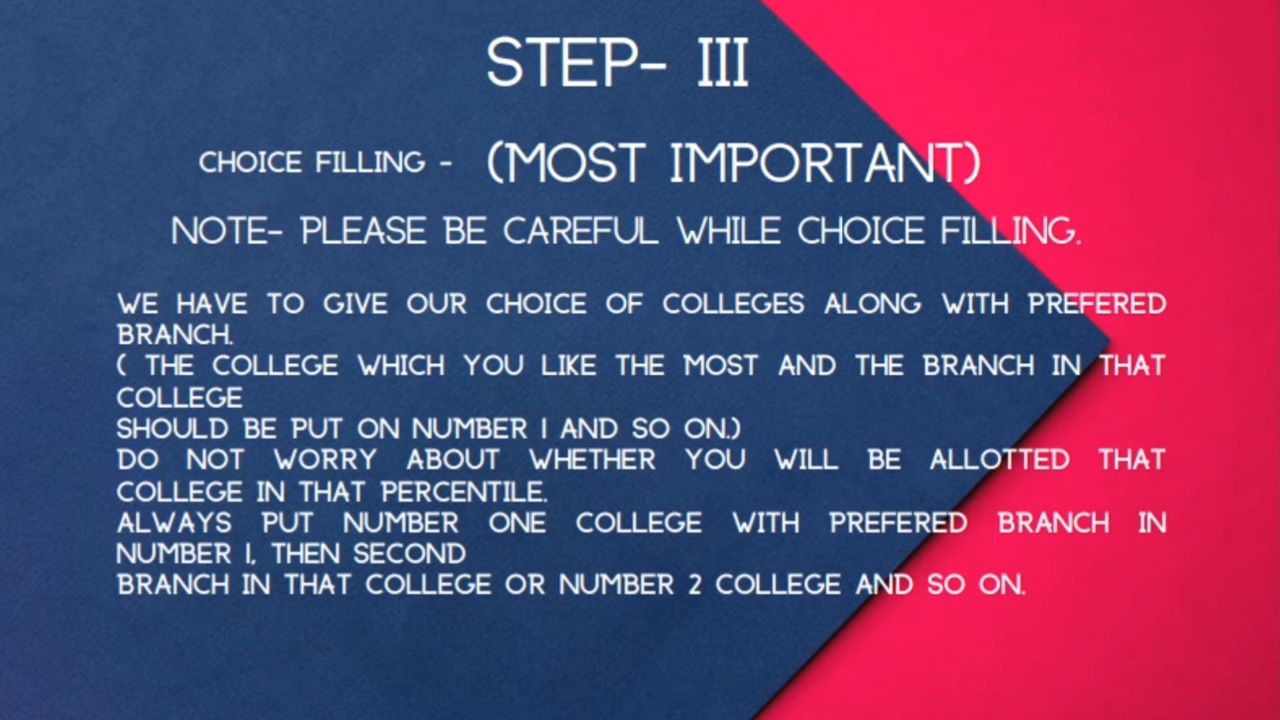 STEP- III
CHOICE FILLING - (MOST IMPORTANT)
NOTE- PLEASE BE CAREFUL WHILE CHOICE FILLING.
WE HAVE TO GIVE OUR CHOICE OF COLLEGES ALONG WITH PREFERED
BRANCH.
( THE COLLEGE WHICH YOU LIKE THE MOST AND THE BRANCH IN THAT
COLLEGE
SHOULD BE PUT ON NUMBER 1 AND SO ON.)
DO NOT WORRY ABOUT WHETHER YOU WILL BE ALLOTTED THAT
COLLEGE IN THAT PERCENTILE.
ALWAYS PUT NUMBER ONE COLLEGE WITH PREFERED BRANCH IN
NUMBER 1, THEN SECOND
BRANCH IN THAT COLLEGE OR NUMBER 2 COLLEGE AND SO ON.